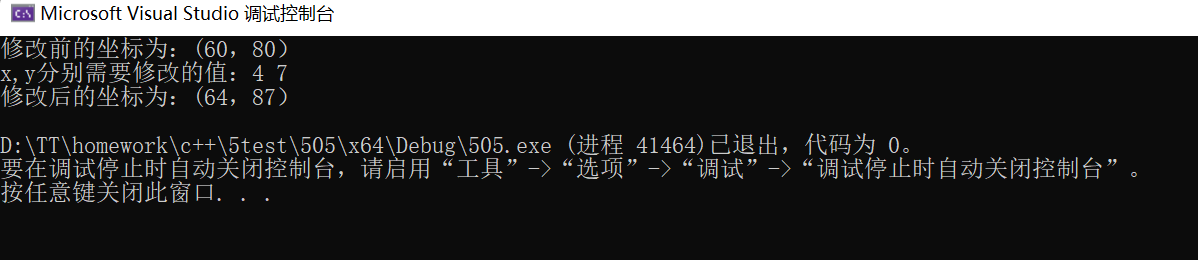 Microsoft Visual Studio 调试控制台
修改前的坐标为：(60，80）
x,y分别需要修改的值：4 7
修改后的坐标为：(64，87）
D:\TT\homework\c++\5test\505\x64\Debug\505.exe (进程 41464)已退出，代码为 0。
要在调试停止时自动关闭控制台，请启用“工具”->“选项”->“调试”->“调试停止时自动关闭控制台”。
按任意键关闭此窗口. . .